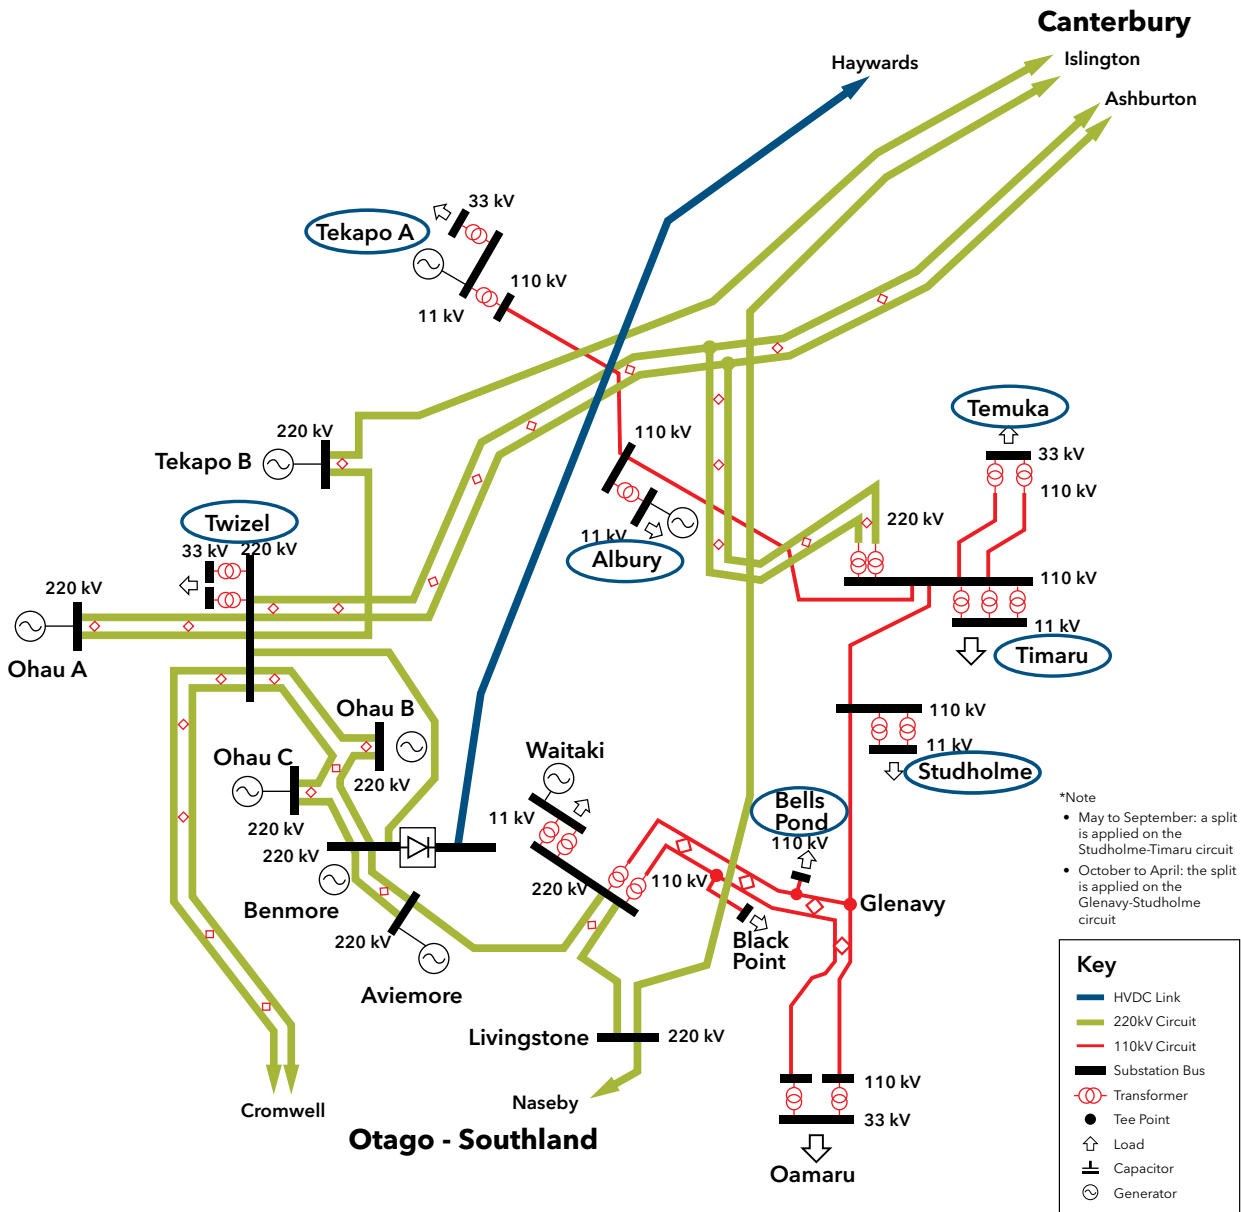 Canterbury
Islington
Haywards
Ashburton
33 kV
Tekapo A
110 kV
11 kV
Temuka
220 kV
110 kV
33 kV
Tekapo B
110 kV
Twizel
220 kV
33 kV
220 kV
11 kV
Albury
220 kV
110 kV
11 kV
Ohau A
Timaru
Ohau B
110 kV
Ohau C
Waitaki
11 kV
Studholme
220 kV
Bells
Pond
*Note
• May to September: a split
is applied on the
Studholme-Timaru circuit
• October to April: the split
is applied on the
Glenavy-Studholme
circuit
11 kV
220 kV
110 kV
220 kV
220 kV
110 kV
Glenavy
Benmore
220 kV
Black
Point
Aviemore
Livingstone
220 kV
110 kV
Naseby
33 kV
Cromwell
Otago - Southland
Oamaru
Key
HVDC Link
220kV Circuit
110kV Circuit
Substation Bus
Transformer
Tee Point
Load
Capacitor
Generator